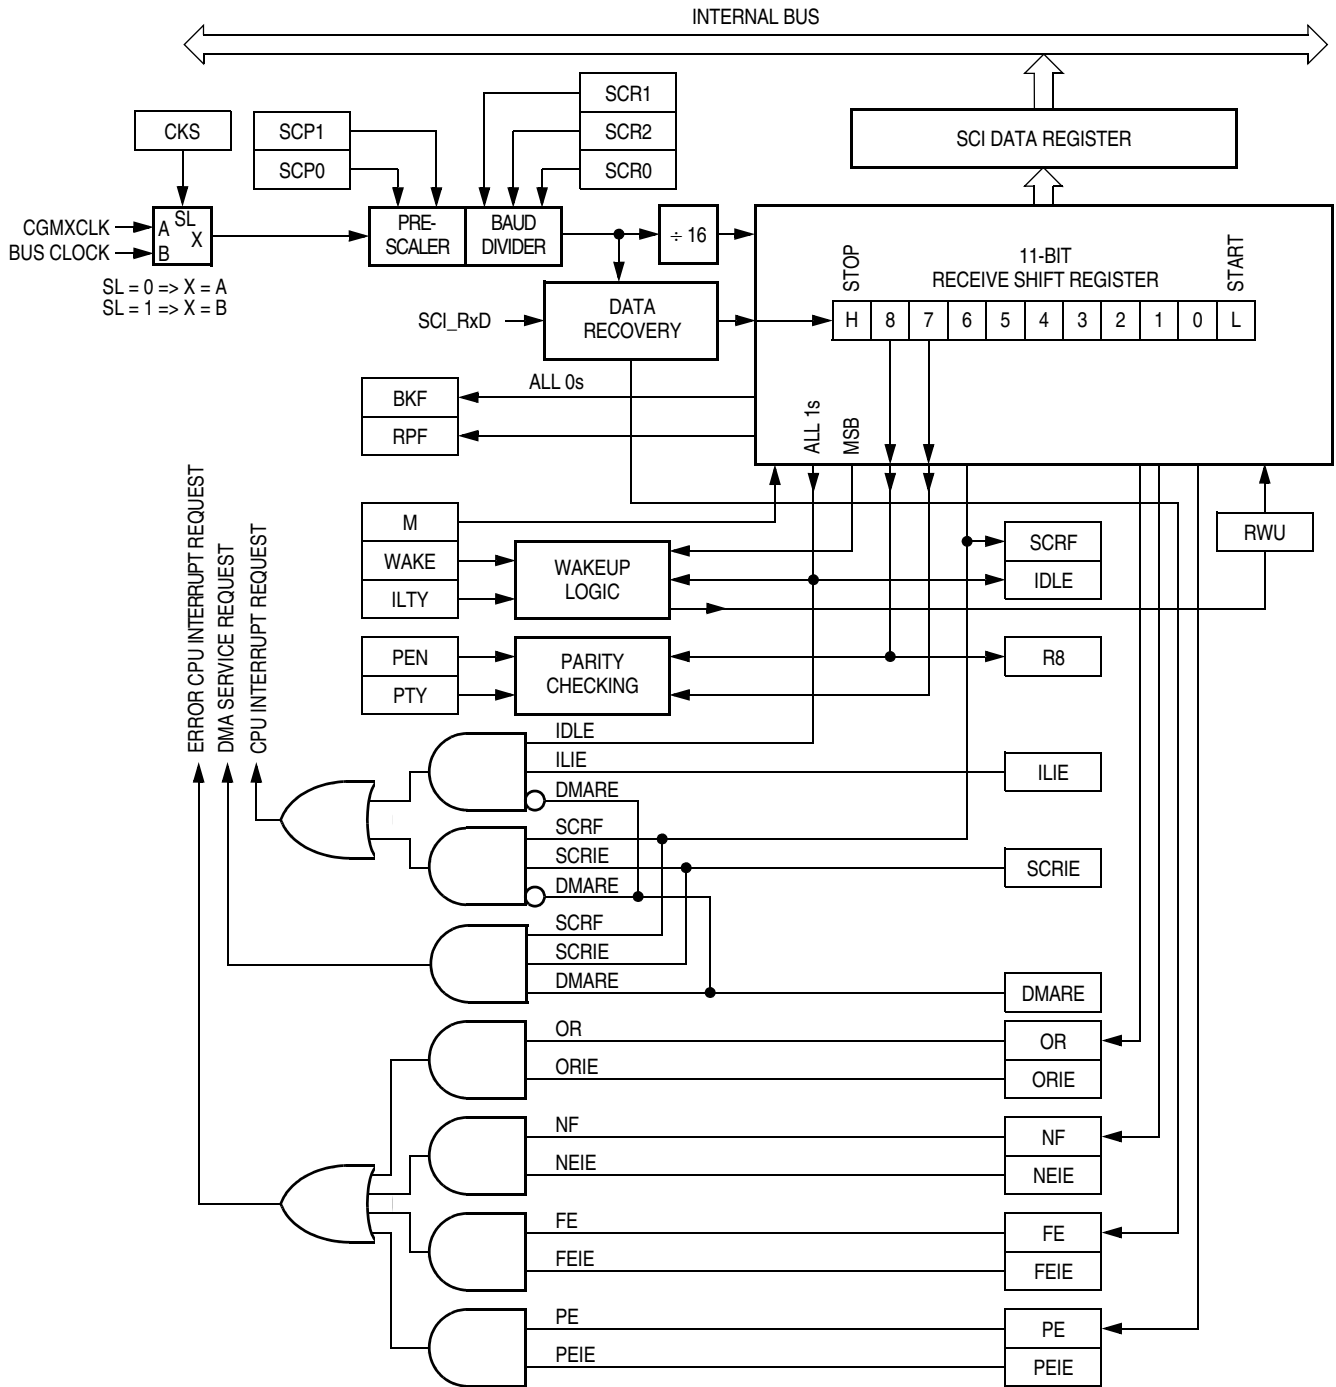 INTERNAL BUS
SCR1
SCR2
SCR0
CKS
SCP1
SCP0
SCI DATA REGISTER
CGMXCLK
BUS CLOCK
A
B
SL
X
SL = 0 => X = A
SL = 1 => X = B
PRE-
SCALER
BAUD
DIVIDER
÷ 16
SCI_RxD
DATA
RECOVERY
11-BIT
RECEIVE SHIFT REGISTER
STOP
START
H 8 7 6 5 4 3 2 1 0 L
ALL 0s
BKF
RPF
ALL 1s
MSB
M
WAKE
ILTY
WAKEUP
LOGIC
SCRF
IDLE
RWU
PEN
PTY
PARITY
CHECKING
R8
ERROR CPU INTERRUPT REQUEST
DMA SERVICE REQUEST
CPU INTERRUPT REQUEST
IDLE
ILIE
DMARE
ILIE
SCRF
SCRIE
DMARE
SCRIE
SCRF
SCRIE
DMARE
DMARE
OR
ORIE
OR
ORIE
NF
NEIE
NF
NEIE
FE
FEIE
FE
FEIE
PE
PEIE
PE
PEIE